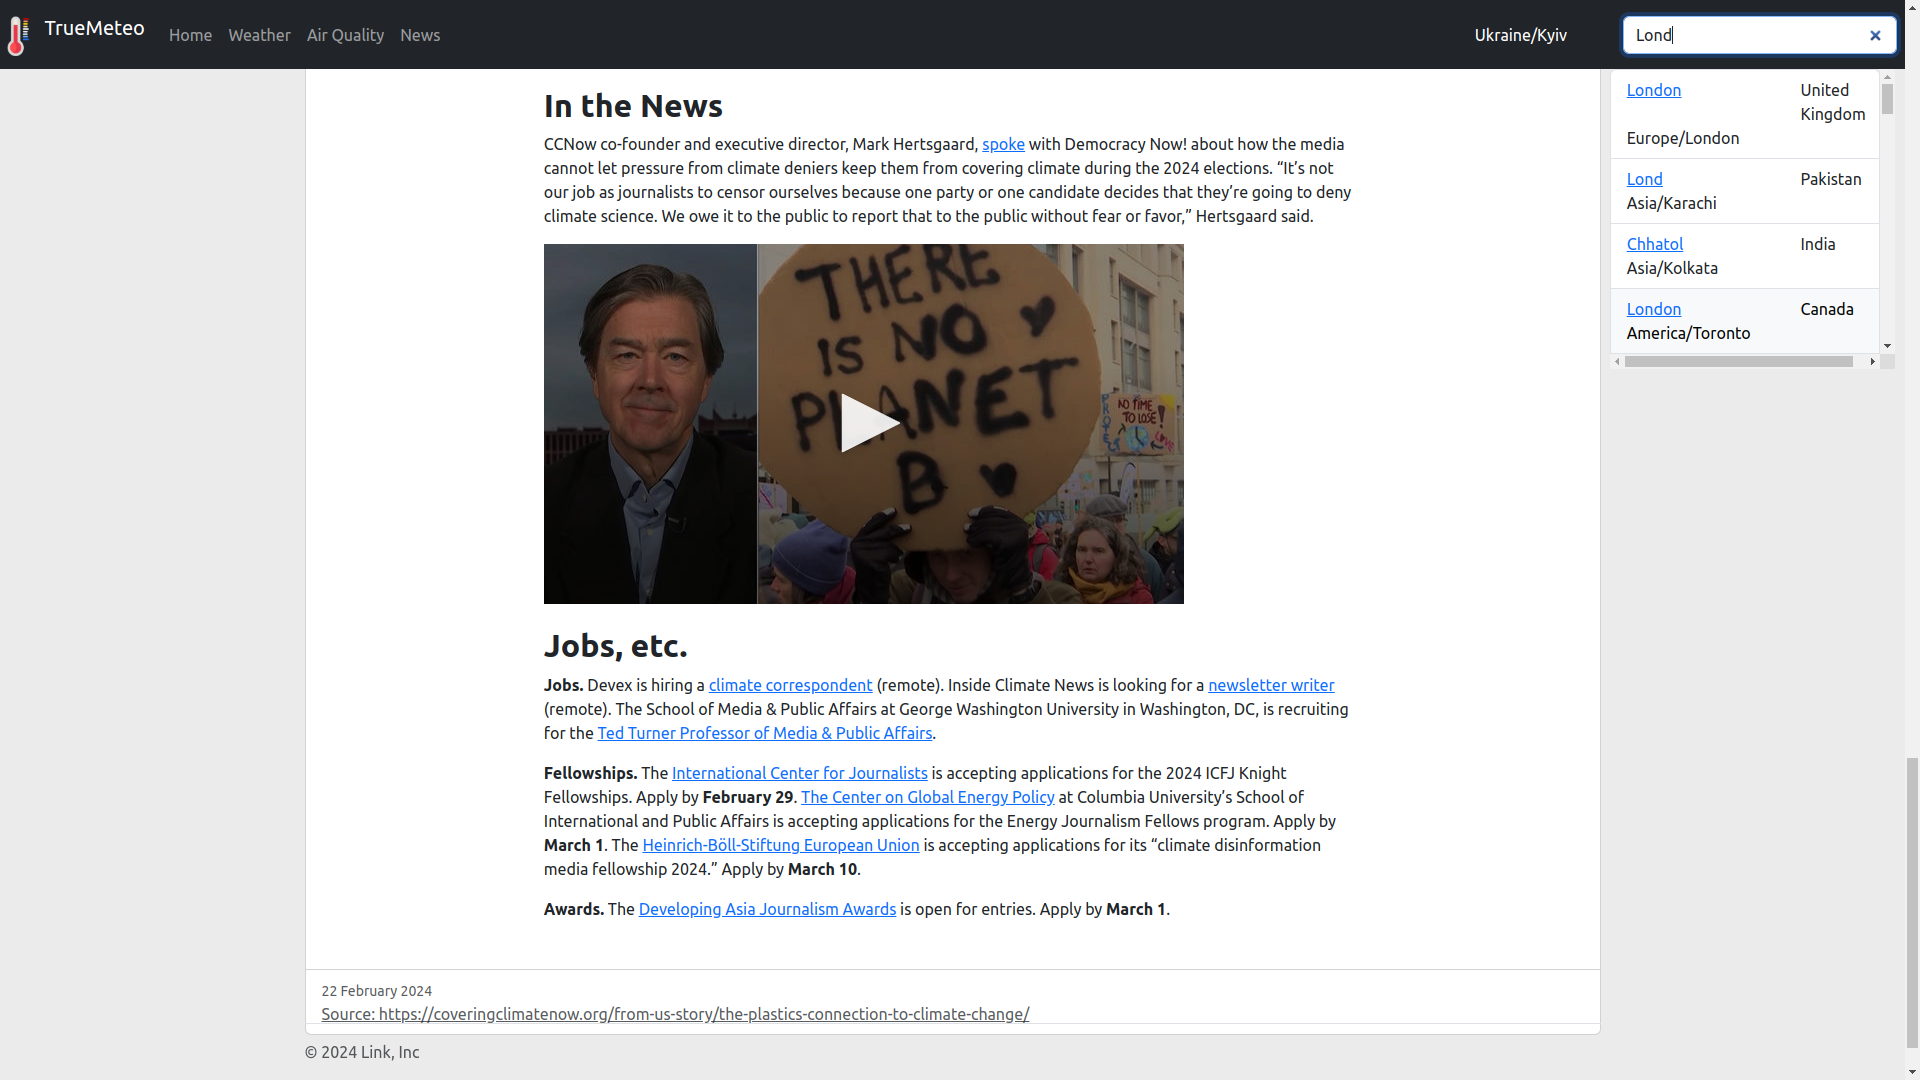 TrueMeteo
Home Weather Air Quality News
Ukraine/Kyiv
Lond
London United
Kingdom
Europe/London
Lond Pakistan
Asia/Karachi
Chhatol India
Asia/Kolkata
London Canada
America/Toronto
In the News
CCNow co-founder and executive director, Mark Hertsgaard, spoke with Democracy Now! about how the media
cannot let pressure from climate deniers keep them from covering climate during the 2024 elections. “It’s not
our job as journalists to censor ourselves because one party or one candidate decides that they’re going to deny
climate science. We owe it to the public to report that to the public without fear or favor,” Hertsgaard said.
THERE
IS NO
PLANET
B
NO TIME
TO LOSE!
Jobs, etc.
Jobs. Devex is hiring a climate correspondent (remote). Inside Climate News is looking for a newsletter writer
(remote). The School of Media & Public Affairs at George Washington University in Washington, DC, is recruiting
for the Ted Turner Professor of Media & Public Affairs.
Fellowships. The International Center for Journalists is accepting applications for the 2024 ICFJ Knight
Fellowships. Apply by February 29. The Center on Global Energy Policy at Columbia University’s School of
International and Public Affairs is accepting applications for the Energy Journalism Fellows program. Apply by
March 1. The Heinrich-Böll-Stiftung European Union is accepting applications for its “climate disinformation
media fellowship 2024.” Apply by March 10.
Awards. The Developing Asia Journalism Awards is open for entries. Apply by March 1.
22 February 2024
Source: https://coveringclimatenow.org/from-us-story/the-plastics-connection-to-climate-change/
© 2024 Link, Inc